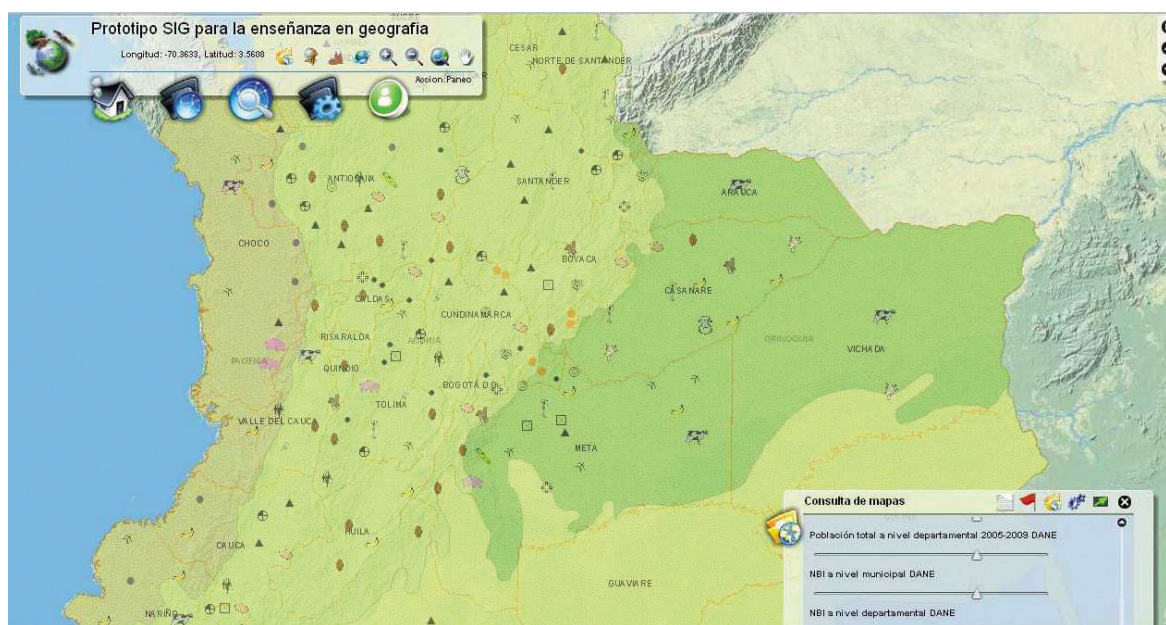 Prototipo SIG para la enseñanza en geografía
Longitud: -70.3633, Latitud: 3.5608
Accion:Paneo
SUCRE
CESAR
NORTE DE SANTANDER
ANTIOQUIA
SANTANDER
ARAUCA
CHOCO
BOYACA
CALDAS
CASANARE
CUNDINAMARCA
RISARALDA
ANDINA
ORINOQUIA
VICHADA
PACIFICA
QUINDIO
BOGOTÁ D.C.
TOLIMA
VALLE DEL CAUCA
META
HUILA
CAUCA
GUAVIARE
NARIÑO
Consulta de mapas
Población total a nivel departamental 2005-2009 DANE
NBI a nivel municipal DANE
NBI a nivel departamental DANE